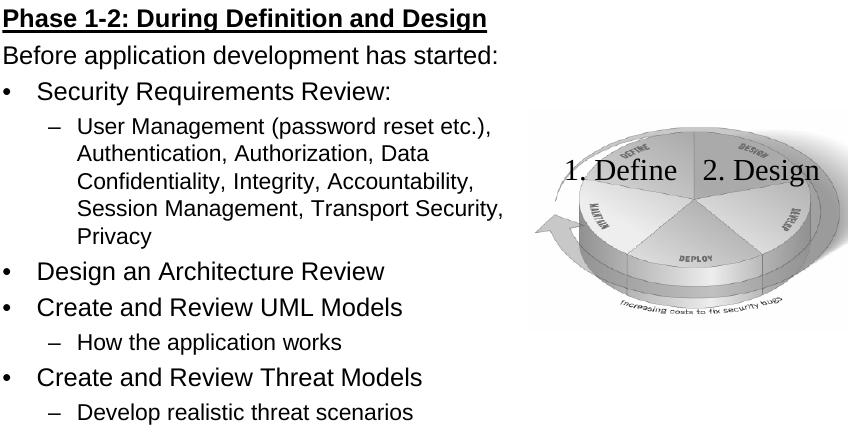 Phase 1-2: During Definition and Design
Before application development has started:
• Security Requirements Review:
– User Management (password reset etc.),
Authentication, Authorization, Data
Confidentiality, Integrity, Accountability,
Session Management, Transport Security,
Privacy
• Design an Architecture Review
• Create and Review UML Models
– How the application works
• Create and Review Threat Models
– Develop realistic threat scenarios
DEFINE
DESIGN
1. Define
2. Design
MAINTAIN
DEVELOP
DEPLOY
Increasing costs to fix security bugs